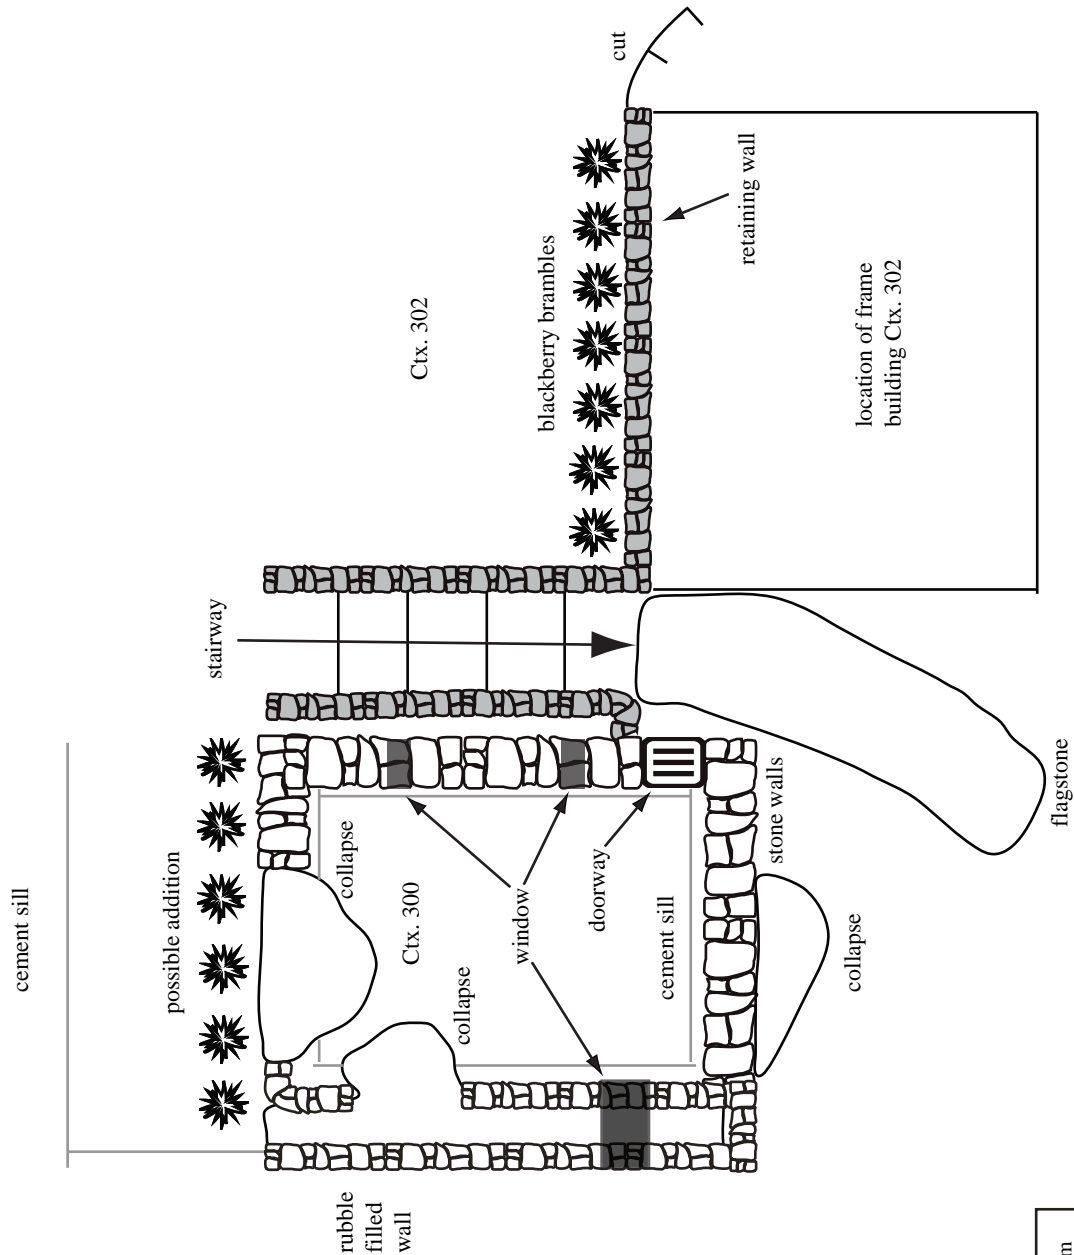 cut
retaining wall
blackberry brambles
Ctx. 302
location of frame
building Ctx. 302
stairway
flagstone
stone walls
collapse
doorway
window
cement sill
collapse
Ctx. 300
collapse
possible addition
cement sill
rubble
filled
wall
m